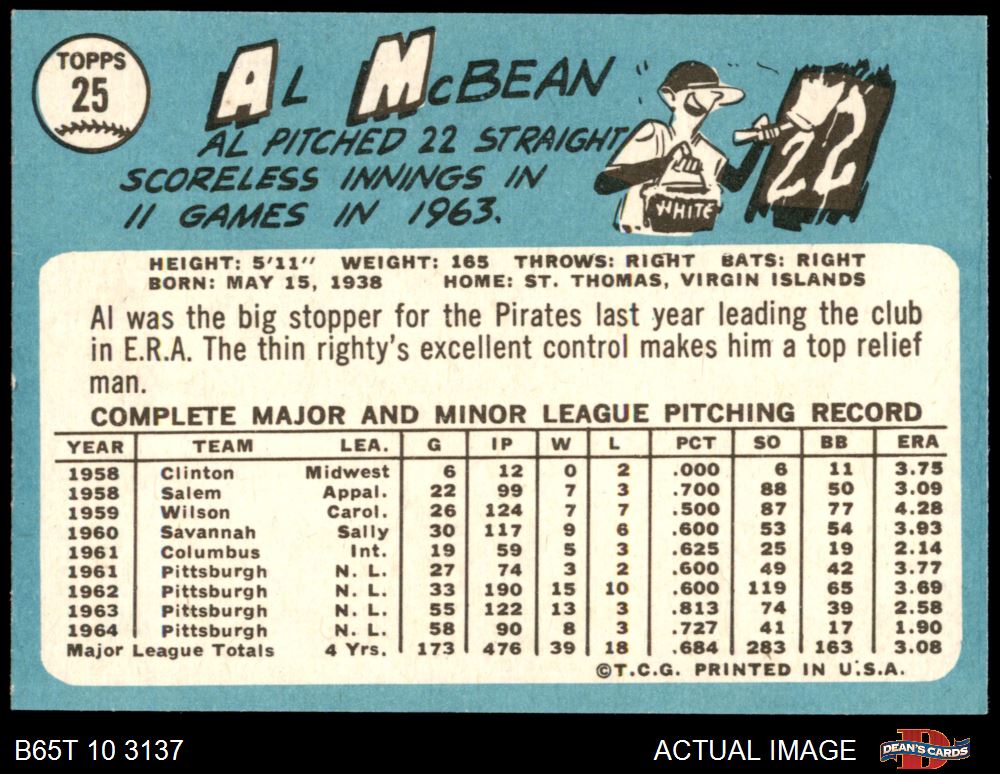 TOPPS
25
AL McBEAN
AL PITCHED 22 STRAIGHT
SCORELESS INNINGS IN
11 GAMES IN 1963.
22
WHITE
HEIGHT: 5'11" WEIGHT: 165 THROWS: RIGHT BATS: RIGHT
BORN: MAY 15, 1938 HOME: ST. THOMAS, VIRGIN ISLANDS
Al was the big stopper for the Pirates last year leading the club
in E.R.A. The thin righty's excellent control makes him a top relief
man.
COMPLETE MAJOR AND MINOR LEAGUE PITCHING RECORD
YEAR TEAM LEA. G IP W L PCT SO BB ERA
1958 Clinton Midwest 6 12 0 2 .000 6 11 3.75
1958 Salem Appal. 22 99 7 3 .700 88 50 3.09
1959 Wilson Carol. 26 124 7 7 .500 87 77 4.28
1960 Savannah Sally 30 117 9 6 .600 53 54 3.93
1961 Columbus Int. 19 59 5 3 .625 25 19 2.14
1961 Pittsburgh N. L. 27 74 3 2 .600 49 42 3.77
1962 Pittsburgh N. L. 33 190 15 10 .600 119 65 3.69
1963 Pittsburgh N. L. 55 122 13 3 .813 74 39 2.58
1964 Pittsburgh N. L. 58 90 8 3 .727 41 17 1.90
Major League Totals 4 Yrs. 173 476 39 18 .684 283 163 3.08
©T.C.G. PRINTED IN U.S.A.
B65T 10 3137
ACTUAL IMAGE
DEAN'S CARDS